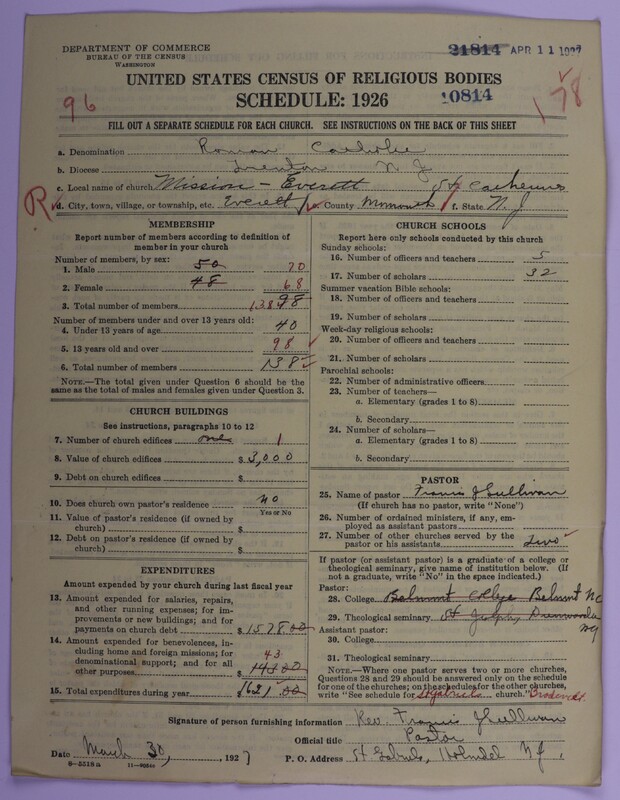 DEPARTMENT OF COMMERCE
BUREAU OF THE CENSUS
WASHINGTON
21814 APR 11 1927
UNITED STATES CENSUS OF RELIGIOUS BODIES
SCHEDULE: 1926
10814
96
178
FILL OUT A SEPARATE SCHEDULE FOR EACH CHURCH. SEE INSTRUCTIONS ON THE BACK OF THIS SHEET
a. Denomination Roman Catholic
b. Diocese Trenton N J
c. Local name of church Mission - Everett St Catherines
R
d. City, town, village, or township, etc. Everett e. County Monmouth f. State N. J
MEMBERSHIP
Report number of members according to definition of member in your church
Number of members, by sex:
1. Male 50 70
2. Female 48 68
3. Total number of members 138 98
Number of members under and over 13 years old:
4. Under 13 years of age 40
5. 13 years old and over 98
6. Total number of members 138
NOTE.—The total given under Question 6 should be the same as the total of males and females given under Question 3.
CHURCH BUILDINGS
See instructions, paragraphs 10 to 12
7. Number of church edifices one 1
8. Value of church edifices $ 3,000
9. Debt on church edifices $
10. Does church own pastor's residence No
Yes or No
11. Value of pastor's residence (if owned by church) $
12. Debt on pastor's residence (if owned by church) $
EXPENDITURES
Amount expended by your church during last fiscal year
13. Amount expended for salaries, repairs, and other running expenses; for improvements or new buildings; and for payments on church debt $ 1578 00
14. Amount expended for benevolences, including home and foreign missions; for denominational support; and for all other purposes 43 14300
15. Total expenditures during year $ 1621 00
CHURCH SCHOOLS
Report here only schools conducted by this church
Sunday schools:
16. Number of officers and teachers 5
17. Number of scholars 32
Summer vacation Bible schools:
18. Number of officers and teachers
19. Number of scholars
Week-day religious schools:
20. Number of officers and teachers
21. Number of scholars
Parochial schools:
22. Number of administrative officers
23. Number of teachers—
a. Elementary (grades 1 to 8)
b. Secondary
24. Number of scholars—
a. Elementary (grades 1 to 8)
b. Secondary
PASTOR
25. Name of pastor Francis J Sullivan
(If church has no pastor, write "None")
26. Number of ordained ministers, if any, employed as assistant pastors
27. Number of other churches served by the pastor or his assistants two
If pastor (or assistant pastor) is a graduate of a college or theological seminary, give name of institution below. (If not a graduate, write "No" in the space indicated.)
Pastor:
28. College Belmont College Belmont NC
29. Theological seminary St Joseph,
Assistant pastor:
30. College
31. Theological seminary
NOTE.—Where one pastor serves two or more churches, Questions 28 and 29 should be answered only on the schedule for one of the churches; on the schedules for the other churches, write "See schedule for St Gabriels church."
Signature of person furnishing information Rev. Francis J Sullivan
Official title Pastor
Date March 30, 1927
P. O. Address St Gabriels, Holmdel N J.
8—5518a 11—9084a